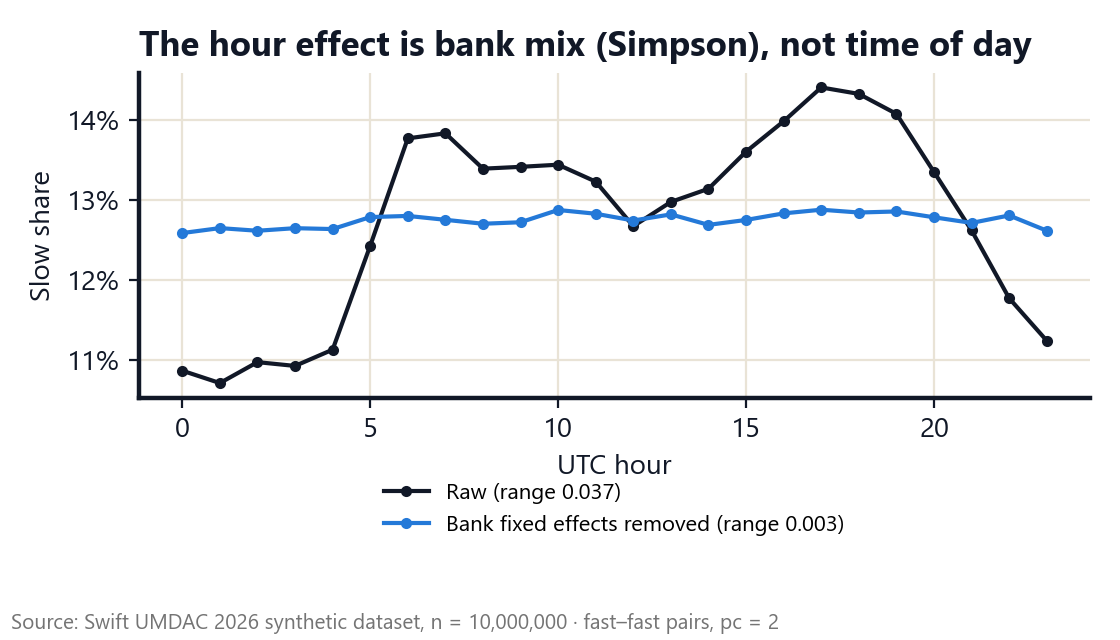 The hour effect is bank mix (Simpson), not time of day
Slow share
14%
13%
12%
11%
0 5 10 15 20
UTC hour
Raw (range 0.037)
Bank fixed effects removed (range 0.003)
Source: Swift UMDAC 2026 synthetic dataset, n = 10,000,000 · fast–fast pairs, pc = 2